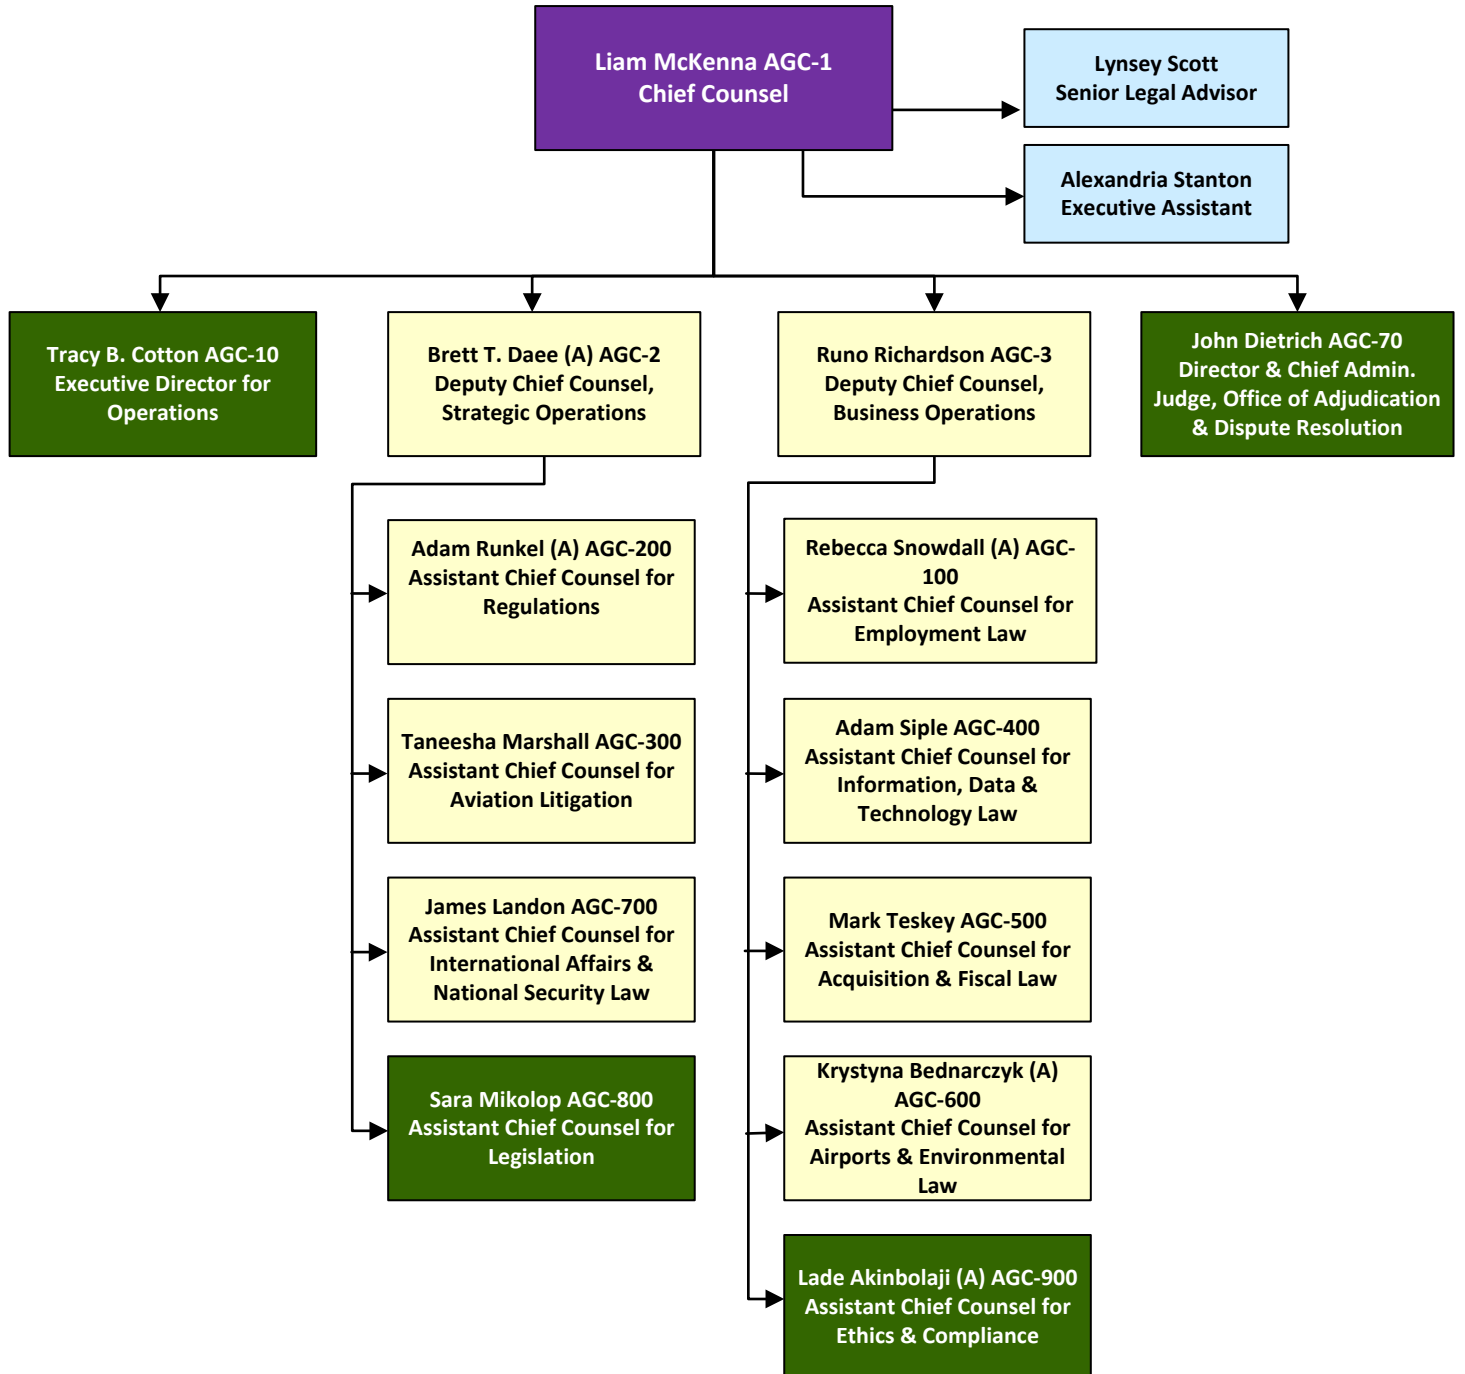 Liam McKenna AGC-1
Chief Counsel
Lynsey Scott
Senior Legal Advisor
Alexandria Stanton
Executive Assistant
Tracy B. Cotton AGC-10
Executive Director for
Operations
Brett T. Daee (A) AGC-2
Deputy Chief Counsel,
Strategic Operations
Runo Richardson AGC-3
Deputy Chief Counsel,
Business Operations
John Dietrich AGC-70
Director & Chief Admin.
Judge, Office of Adjudication
& Dispute Resolution
Adam Runkel (A) AGC-200
Assistant Chief Counsel for
Regulations
Taneesha Marshall AGC-300
Assistant Chief Counsel for
Aviation Litigation
James Landon AGC-700
Assistant Chief Counsel for
International Affairs &
National Security Law
Sara Mikolop AGC-800
Assistant Chief Counsel for
Legislation
Rebecca Snowdall (A) AGC-
100
Assistant Chief Counsel for
Employment Law
Adam Siple AGC-400
Assistant Chief Counsel for
Information, Data &
Technology Law
Mark Teskey AGC-500
Assistant Chief Counsel for
Acquisition & Fiscal Law
Krystyna Bednarczyk (A)
AGC-600
Assistant Chief Counsel for
Airports & Environmental
Law
Lade Akinbolaji (A) AGC-900
Assistant Chief Counsel for
Ethics & Compliance